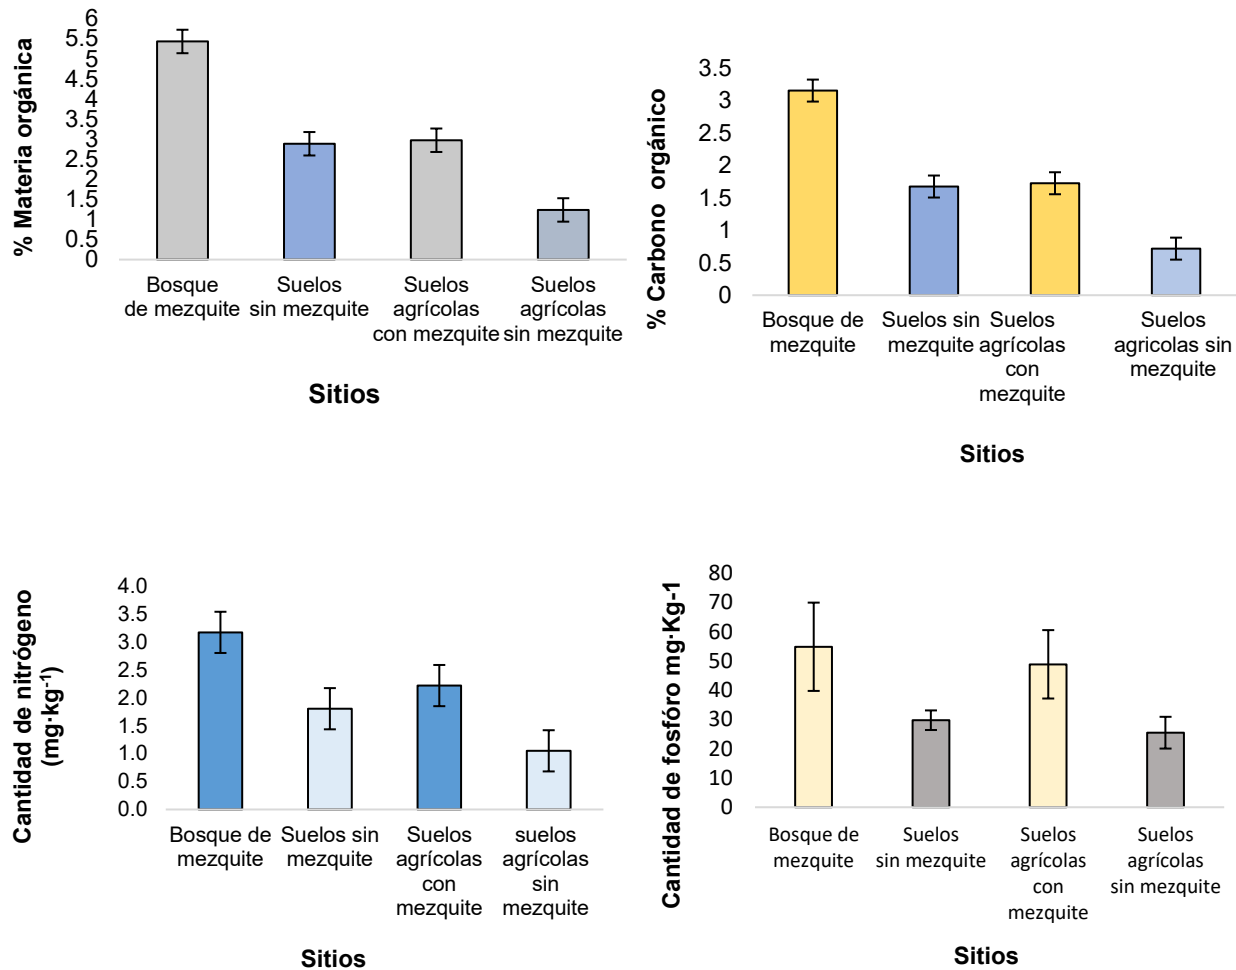 % Materia orgánica
6
5.5
5
4.5
4
3.5
3
2.5
2
1.5
1
0.5
0
Bosque
de mezquite
Suelos
sin mezquite
Suelos
agrícolas
con mezquite
Suelos
agrícolas
sin mezquite
Sitios
% Carbono orgánico
3.5
3
2.5
2
1.5
1
0.5
0
Bosque de
mezquite
Suelos sin
mezquite
Suelos
agrícolas
con
mezquite
Suelos
agricolas sin
mezquite
Sitios
Cantidad de nitrógeno
(mg·kg-1)
4.0
3.5
3.0
2.5
2.0
1.5
1.0
0.5
0.0
Bosque de
mezquite
Suelos sin
mezquite
Suelos
agrícolas
con
mezquite
suelos
agrícolas
sin
mezquite
Sitios
Cantidad de fosfóro mg·Kg-1
80
70
60
50
40
30
20
10
0
Bosque de
mezquite
Suelos
sin mezquite
Suelos
agrícolas
con
mezquite
Suelos
agrícolas
sin mezquite
Sitios